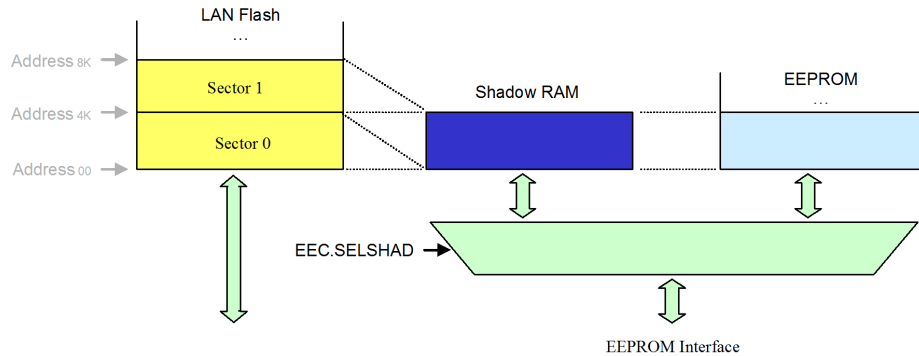 LAN Flash
...
Address 8K
Sector 1
Shadow RAM
EEPROM
...
Address 4K
Sector 0
Address 00
EEC.SELSHAD
EEPROM Interface